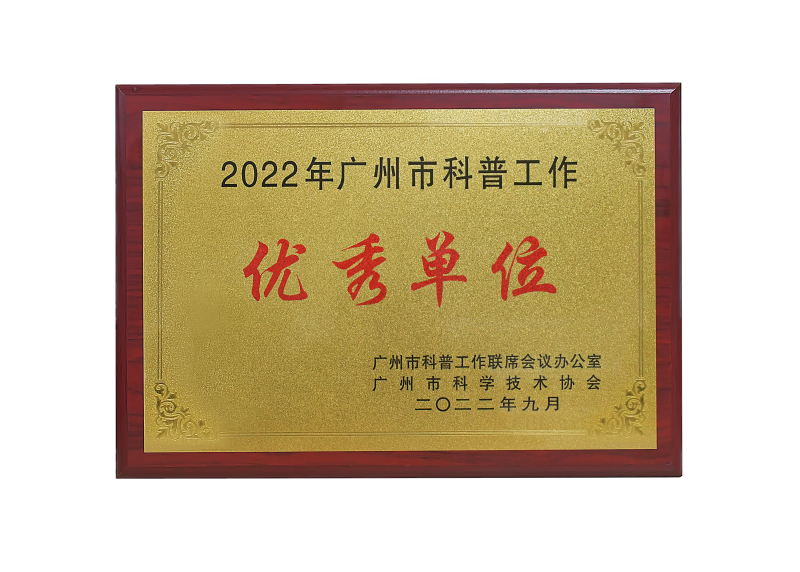 2022年广州市科普工作
优秀单位
广州市科普工作联席会议办公室
广州市科学技术协会
二〇二二年九月